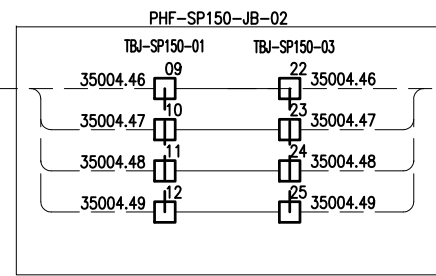 PHF-SP150-JB-02
TBJ-SP150-01 TBJ-SP150-03
35004.46 09 22 35004.46
35004.47 10 23 35004.47
35004.48 11 24 35004.48
35004.49 12 25 35004.49